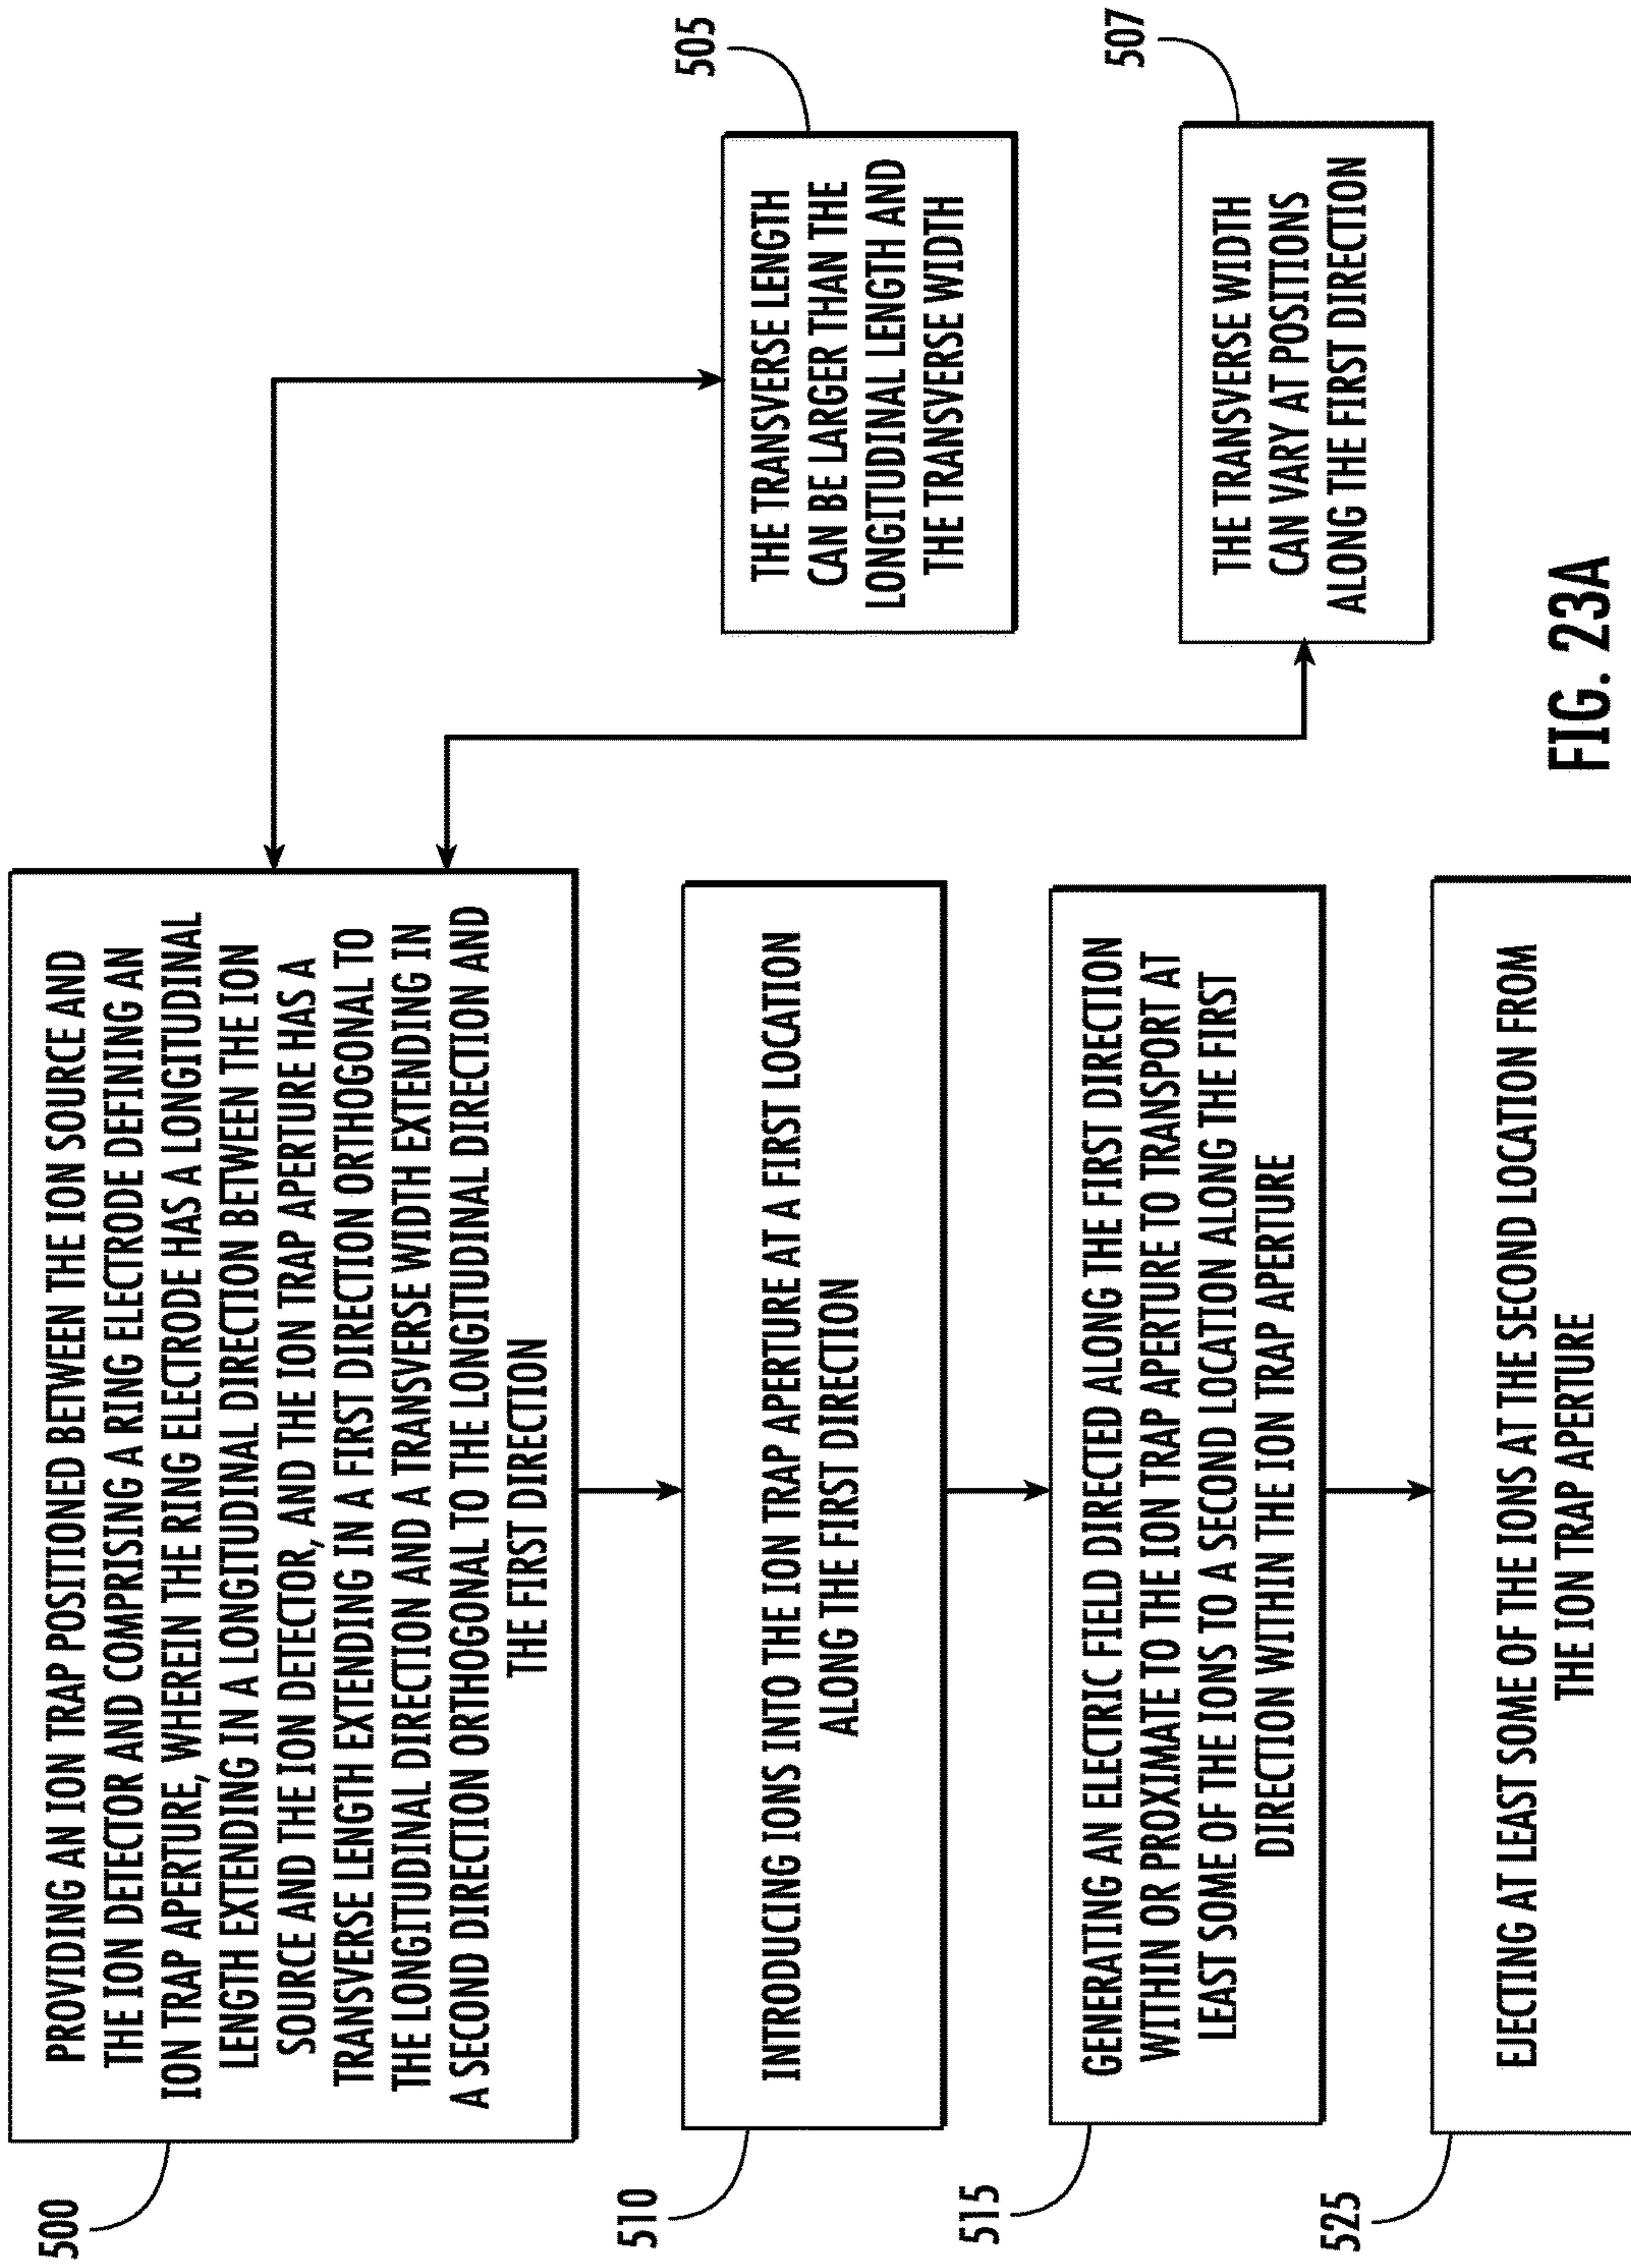 500
PROVIDING AN ION TRAP POSITIONED BETWEEN THE ION SOURCE AND
THE ION DETECTOR AND COMPRISING A RING ELECTRODE DEFINING AN
ION TRAP APERTURE, WHEREIN THE RING ELECTRODE HAS A LONGITUDINAL
LENGTH EXTENDING IN A LONGITUDINAL DIRECTION BETWEEN THE ION
SOURCE AND THE ION DETECTOR, AND THE ION TRAP APERTURE HAS A
TRANSVERSE LENGTH EXTENDING IN A FIRST DIRECTION ORTHOGONAL TO
THE LONGITUDINAL DIRECTION AND A TRANSVERSE WIDTH EXTENDING IN
A SECOND DIRECTION ORTHOGONAL TO THE LONGITUDINAL DIRECTION AND
THE FIRST DIRECTION
505
THE TRANSVERSE LENGTH
CAN BE LARGER THAN THE
LONGITUDINAL LENGTH AND
THE TRANSVERSE WIDTH
507
THE TRANSVERSE WIDTH
CAN VARY AT POSITIONS
ALONG THE FIRST DIRECTION
510
INTRODUCING IONS INTO THE ION TRAP APERTURE AT A FIRST LOCATION
ALONG THE FIRST DIRECTION
515
GENERATING AN ELECTRIC FIELD DIRECTED ALONG THE FIRST DIRECTION
WITHIN OR PROXIMATE TO THE ION TRAP APERTURE TO TRANSPORT AT
LEAST SOME OF THE IONS TO A SECOND LOCATION ALONG THE FIRST
DIRECTION WITHIN THE ION TRAP APERTURE
525
EJECTING AT LEAST SOME OF THE IONS AT THE SECOND LOCATION FROM
THE ION TRAP APERTURE
FIG. 23A